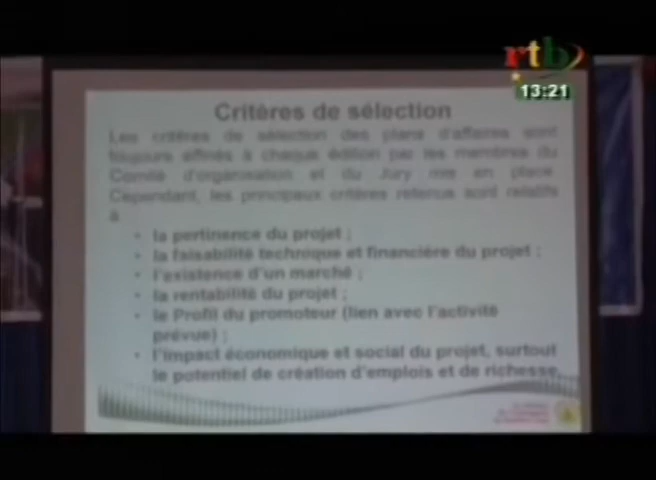 rtb
13:21
Critères de sélection
Les critères de sélection des plans d'affaires sont
toujours affinés à chaque édition par les membres du
Comité d'organisation et du Jury mis en place.
Cependant, les principaux critères retenus sont relatifs
à
• la pertinence du projet ;
• la faisabilité technique et financière du projet ;
• l'existence d'un marché ;
• la rentabilité du projet ;
• le Profil du promoteur (lien avec l'activité
prévue) ;
• l'impact économique et social du projet, surtout
le potentiel de création d'emplois et de richesse.